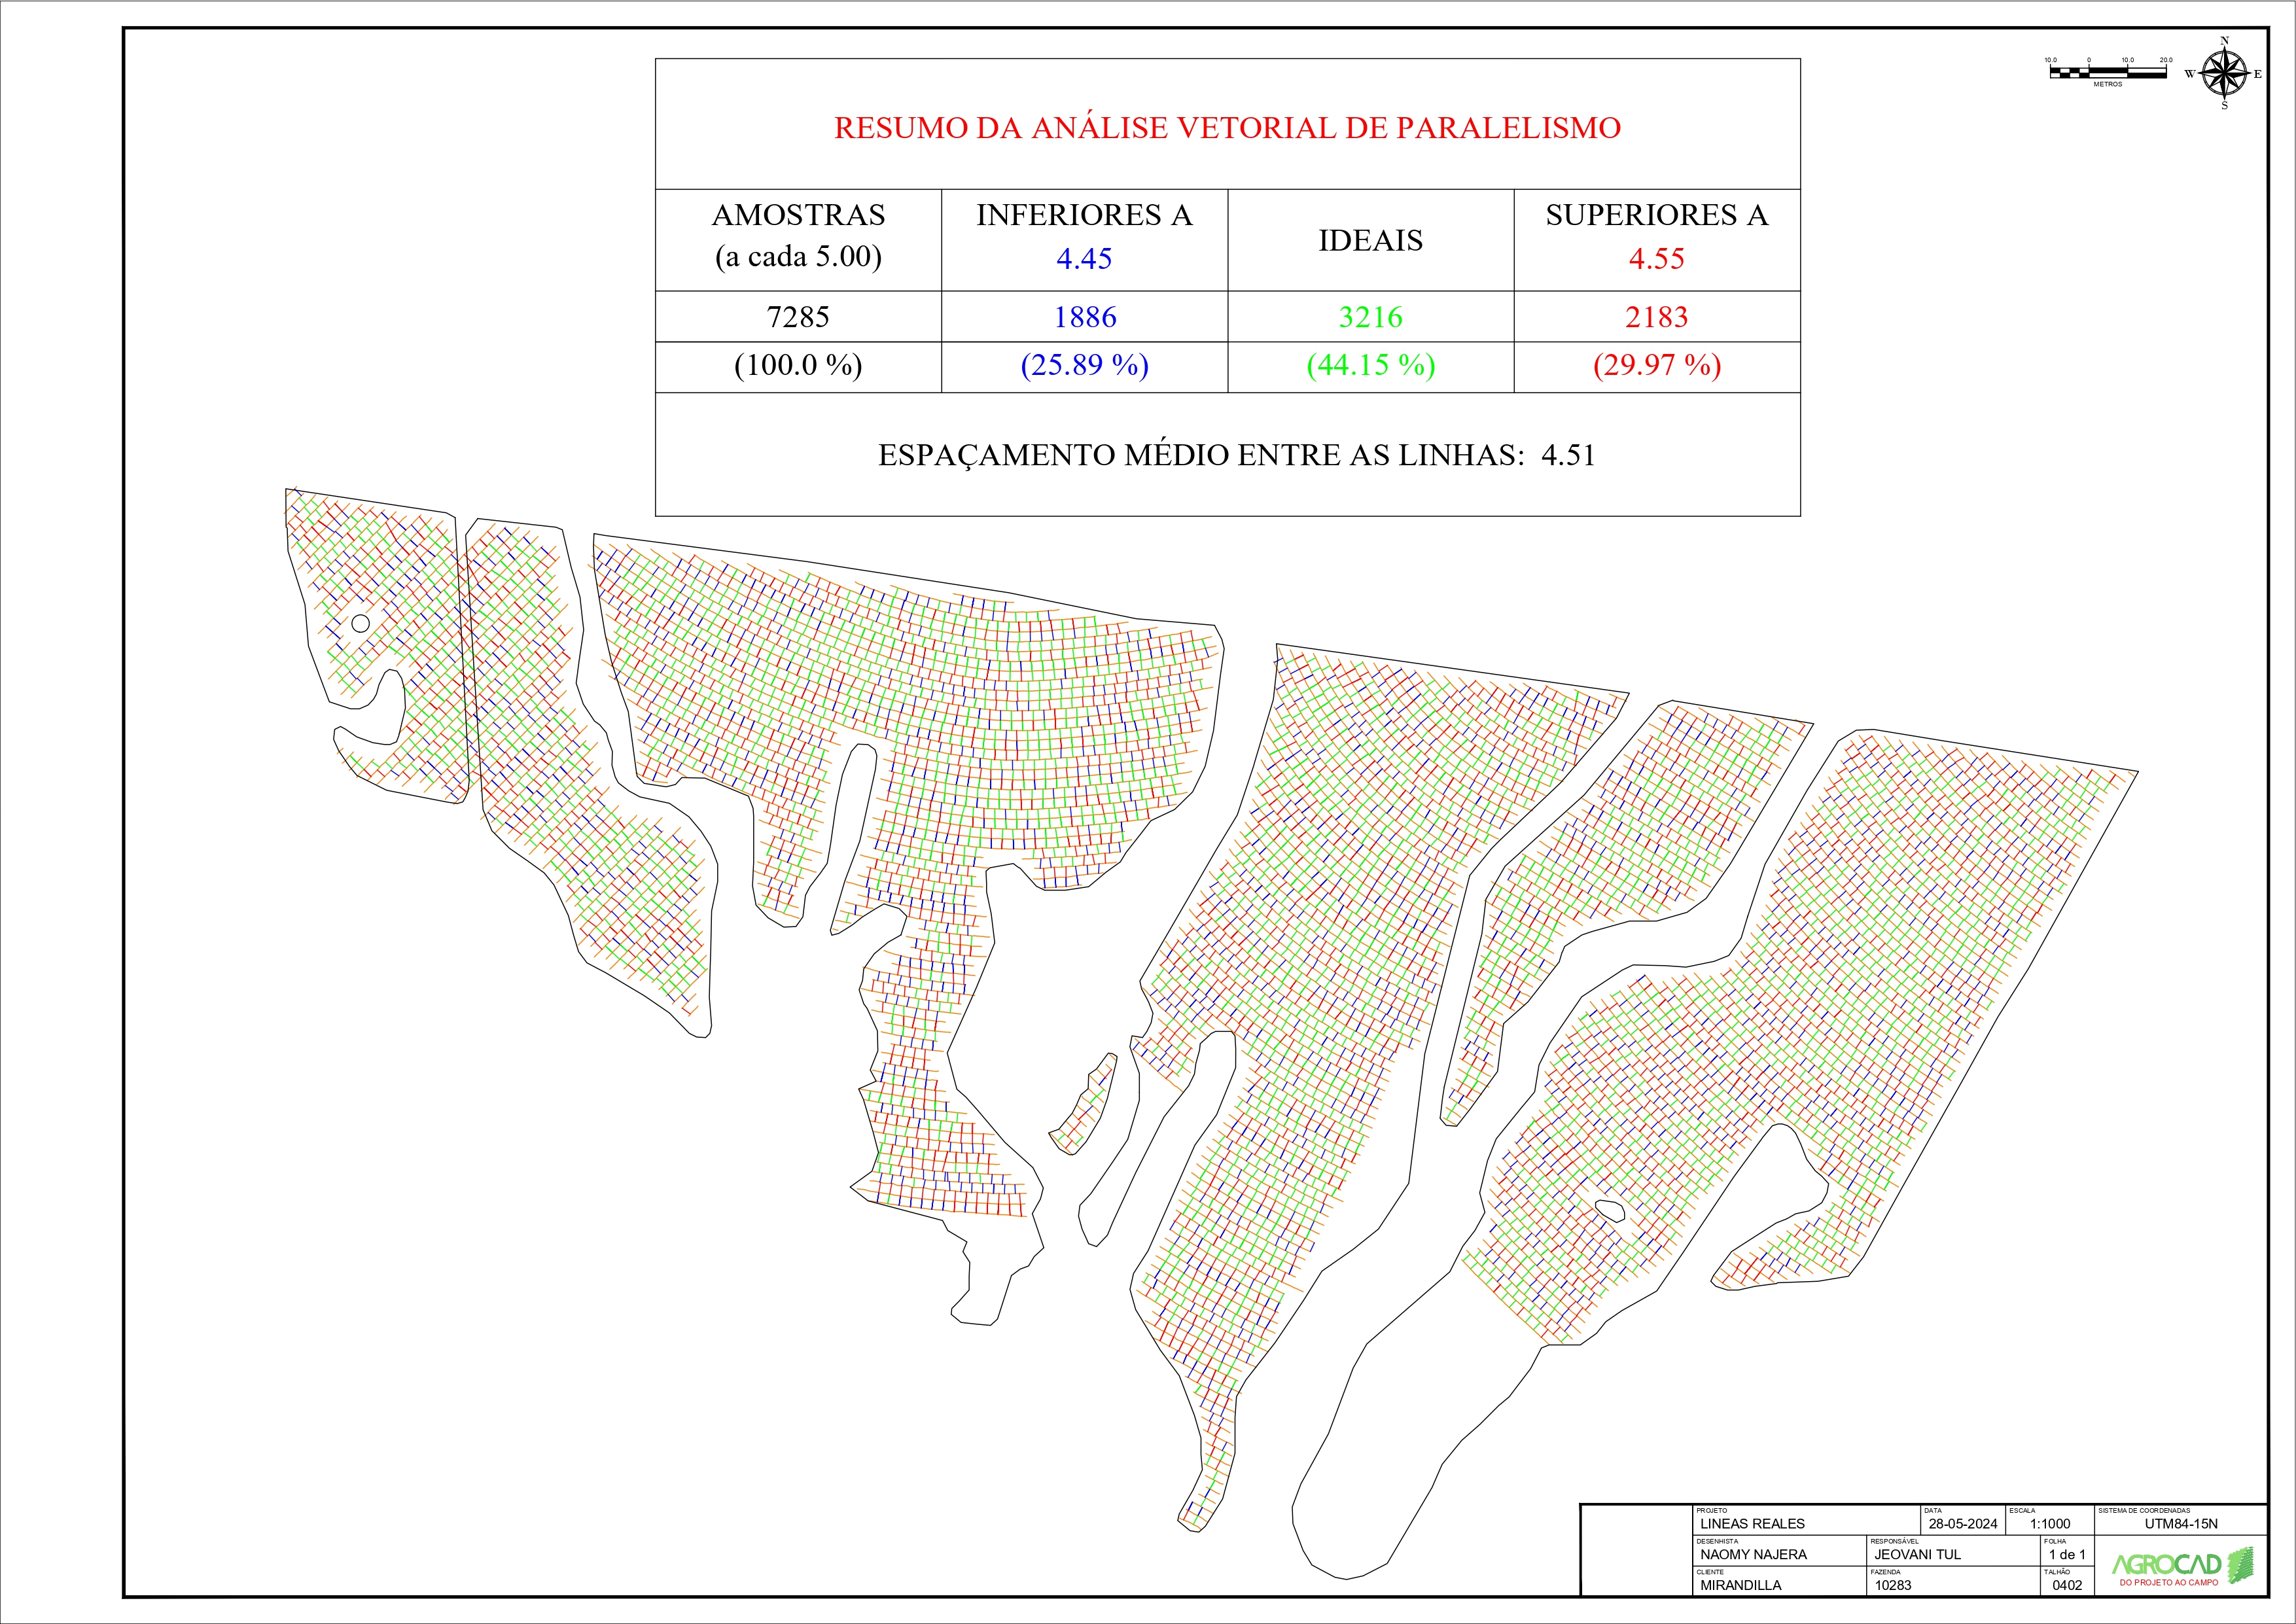 10.0 0 10.0 20.0
METROS
N
W E
S
RESUMO DA ANÁLISE VETORIAL DE PARALELISMO
AMOSTRAS
(a cada 5.00)
INFERIORES A
4.45
IDEAIS
SUPERIORES A
4.55
7285 1886 3216 2183
(100.0 %) (25.89 %) (44.15 %) (29.97 %)
ESPAÇAMENTO MÉDIO ENTRE AS LINHAS: 4.51
PROJETO
LINEAS REALES
DATA
28-05-2024
ESCALA
1:1000
SISTEMA DE COORDENADAS
UTM84-15N
DESENHISTA
NAOMY NAJERA
RESPONSÁVEL
JEOVANI TUL
FOLHA
1 de 1
CLIENTE
MIRANDILLA
FAZENDA
10283
TALHÃO
0402
AGROCAD
DO PROJETO AO CAMPO